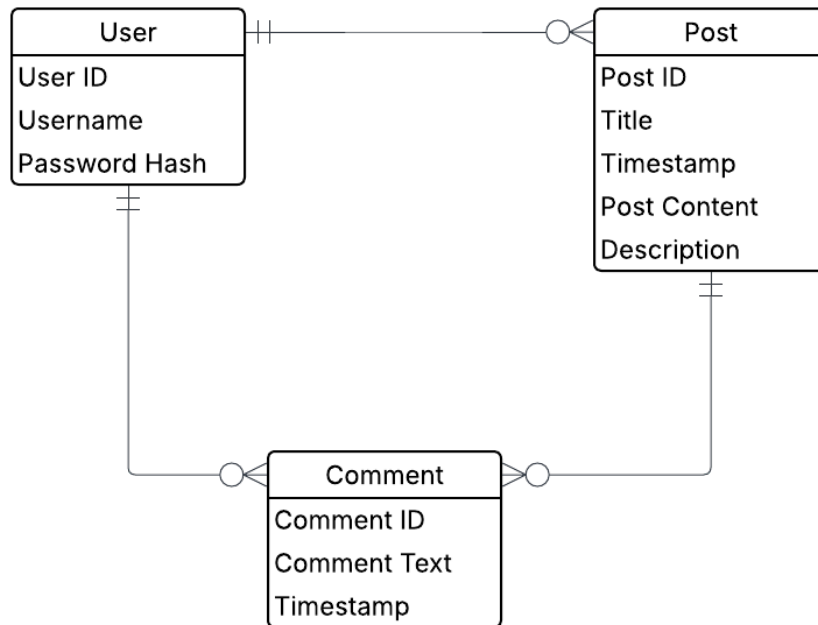 User
User ID
Username
Password Hash
Post
Post ID
Title
Timestamp
Post Content
Description
Comment
Comment ID
Comment Text
Timestamp